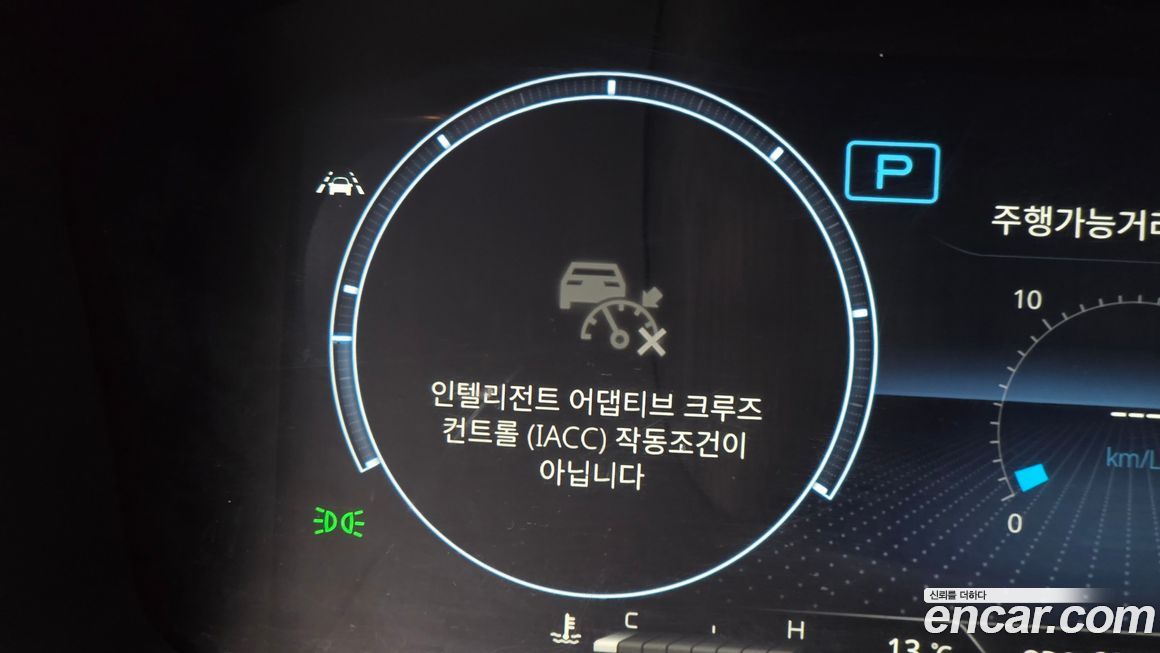 P
주행가능거리
10
인텔리전트 어댑티브 크루즈
컨트롤 (IACC) 작동조건이
아닙니다
km/L
0
신뢰를 더하다
encar.com
C
H
13 °C